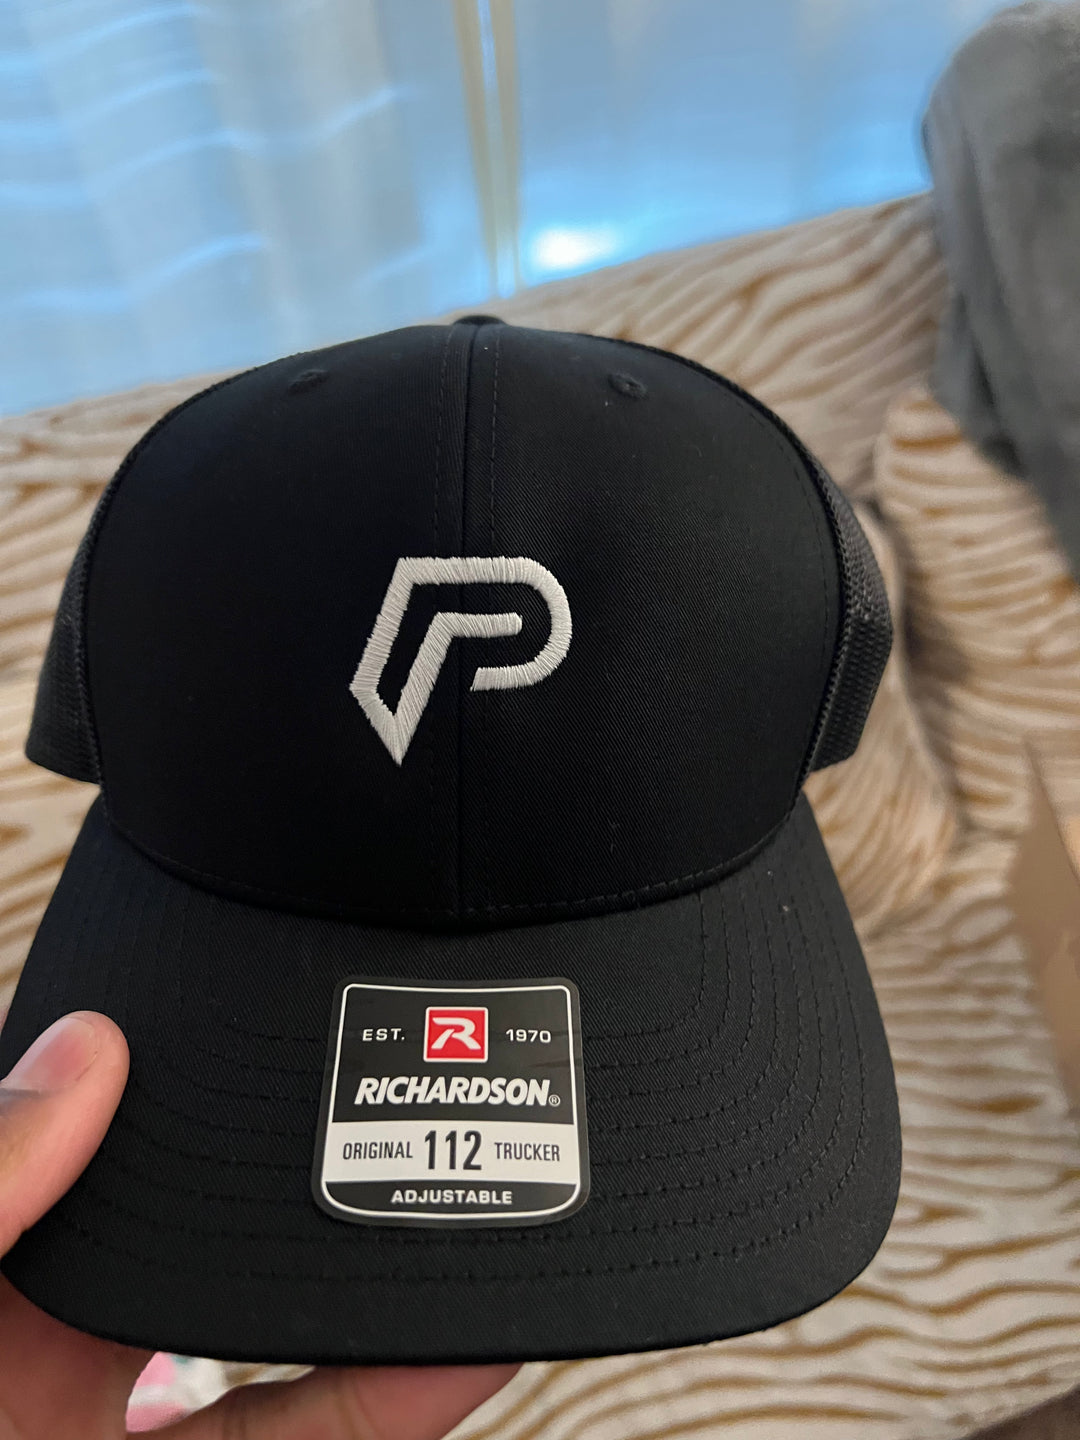 P
EST. R 1970
RICHARDSON®
ORIGINAL 112 TRUCKER
ADJUSTABLE